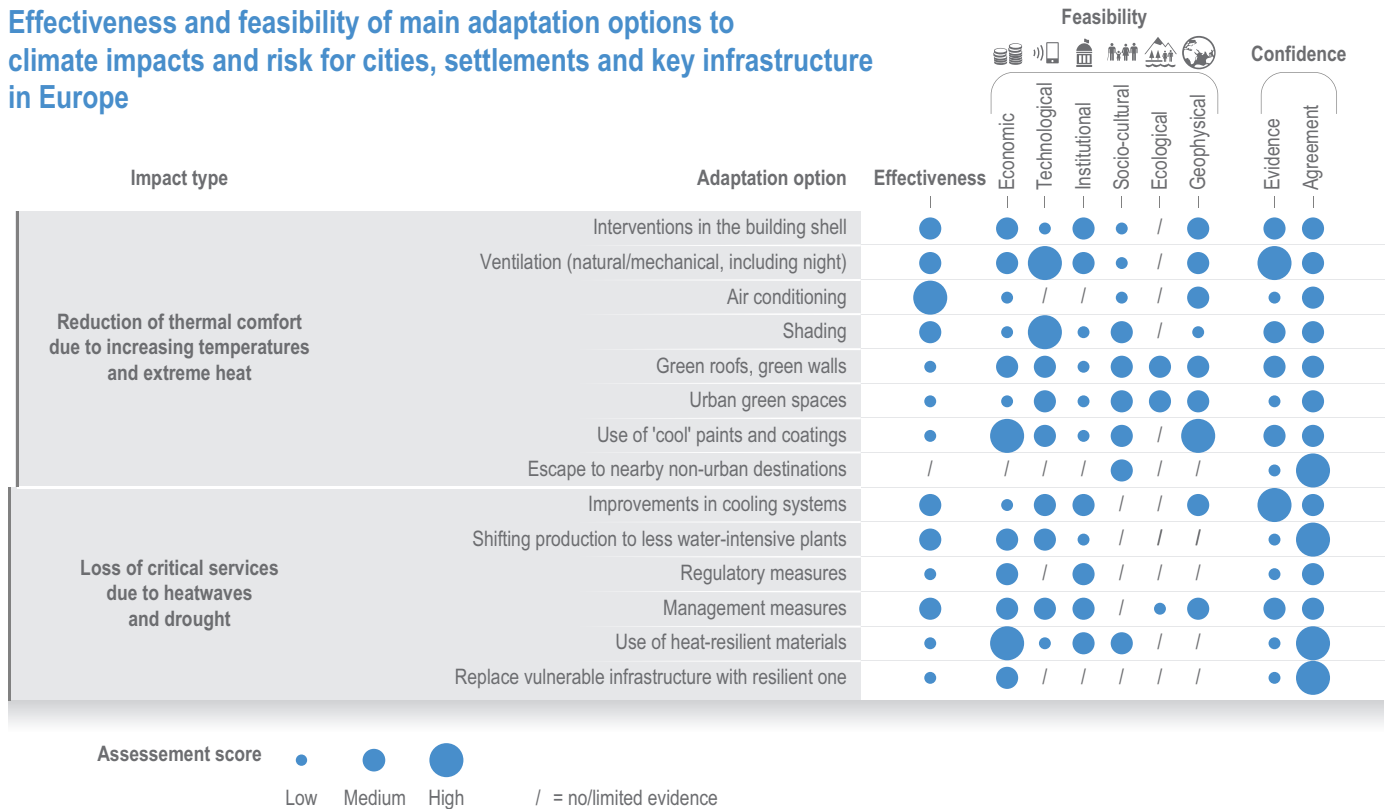 Effectiveness and feasibility of main adaptation options to
climate impacts and risk for cities, settlements and key infrastructure
in Europe
Feasibility
Confidence
Impact type
Adaptation option
Effectiveness
Economic
Technological
Institutional
Socio-cultural
Ecological
Geophysical
Evidence
Agreement
Reduction of thermal comfort
due to increasing temperatures
and extreme heat
Interventions in the building shell
/
Ventilation (natural/mechanical, including night)
/
Air conditioning
/ / /
Shading
/
Green roofs, green walls
Urban green spaces
Use of 'cool' paints and coatings
/
Escape to nearby non-urban destinations
/ / / / / /
Loss of critical services
due to heatwaves
and drought
Improvements in cooling systems
/ /
Shifting production to less water-intensive plants
/ / /
Regulatory measures
/ / / /
Management measures
/
Use of heat-resilient materials
/ /
Replace vulnerable infrastructure with resilient one
/ / / / /
Assessement score
Low Medium High
/ = no/limited evidence